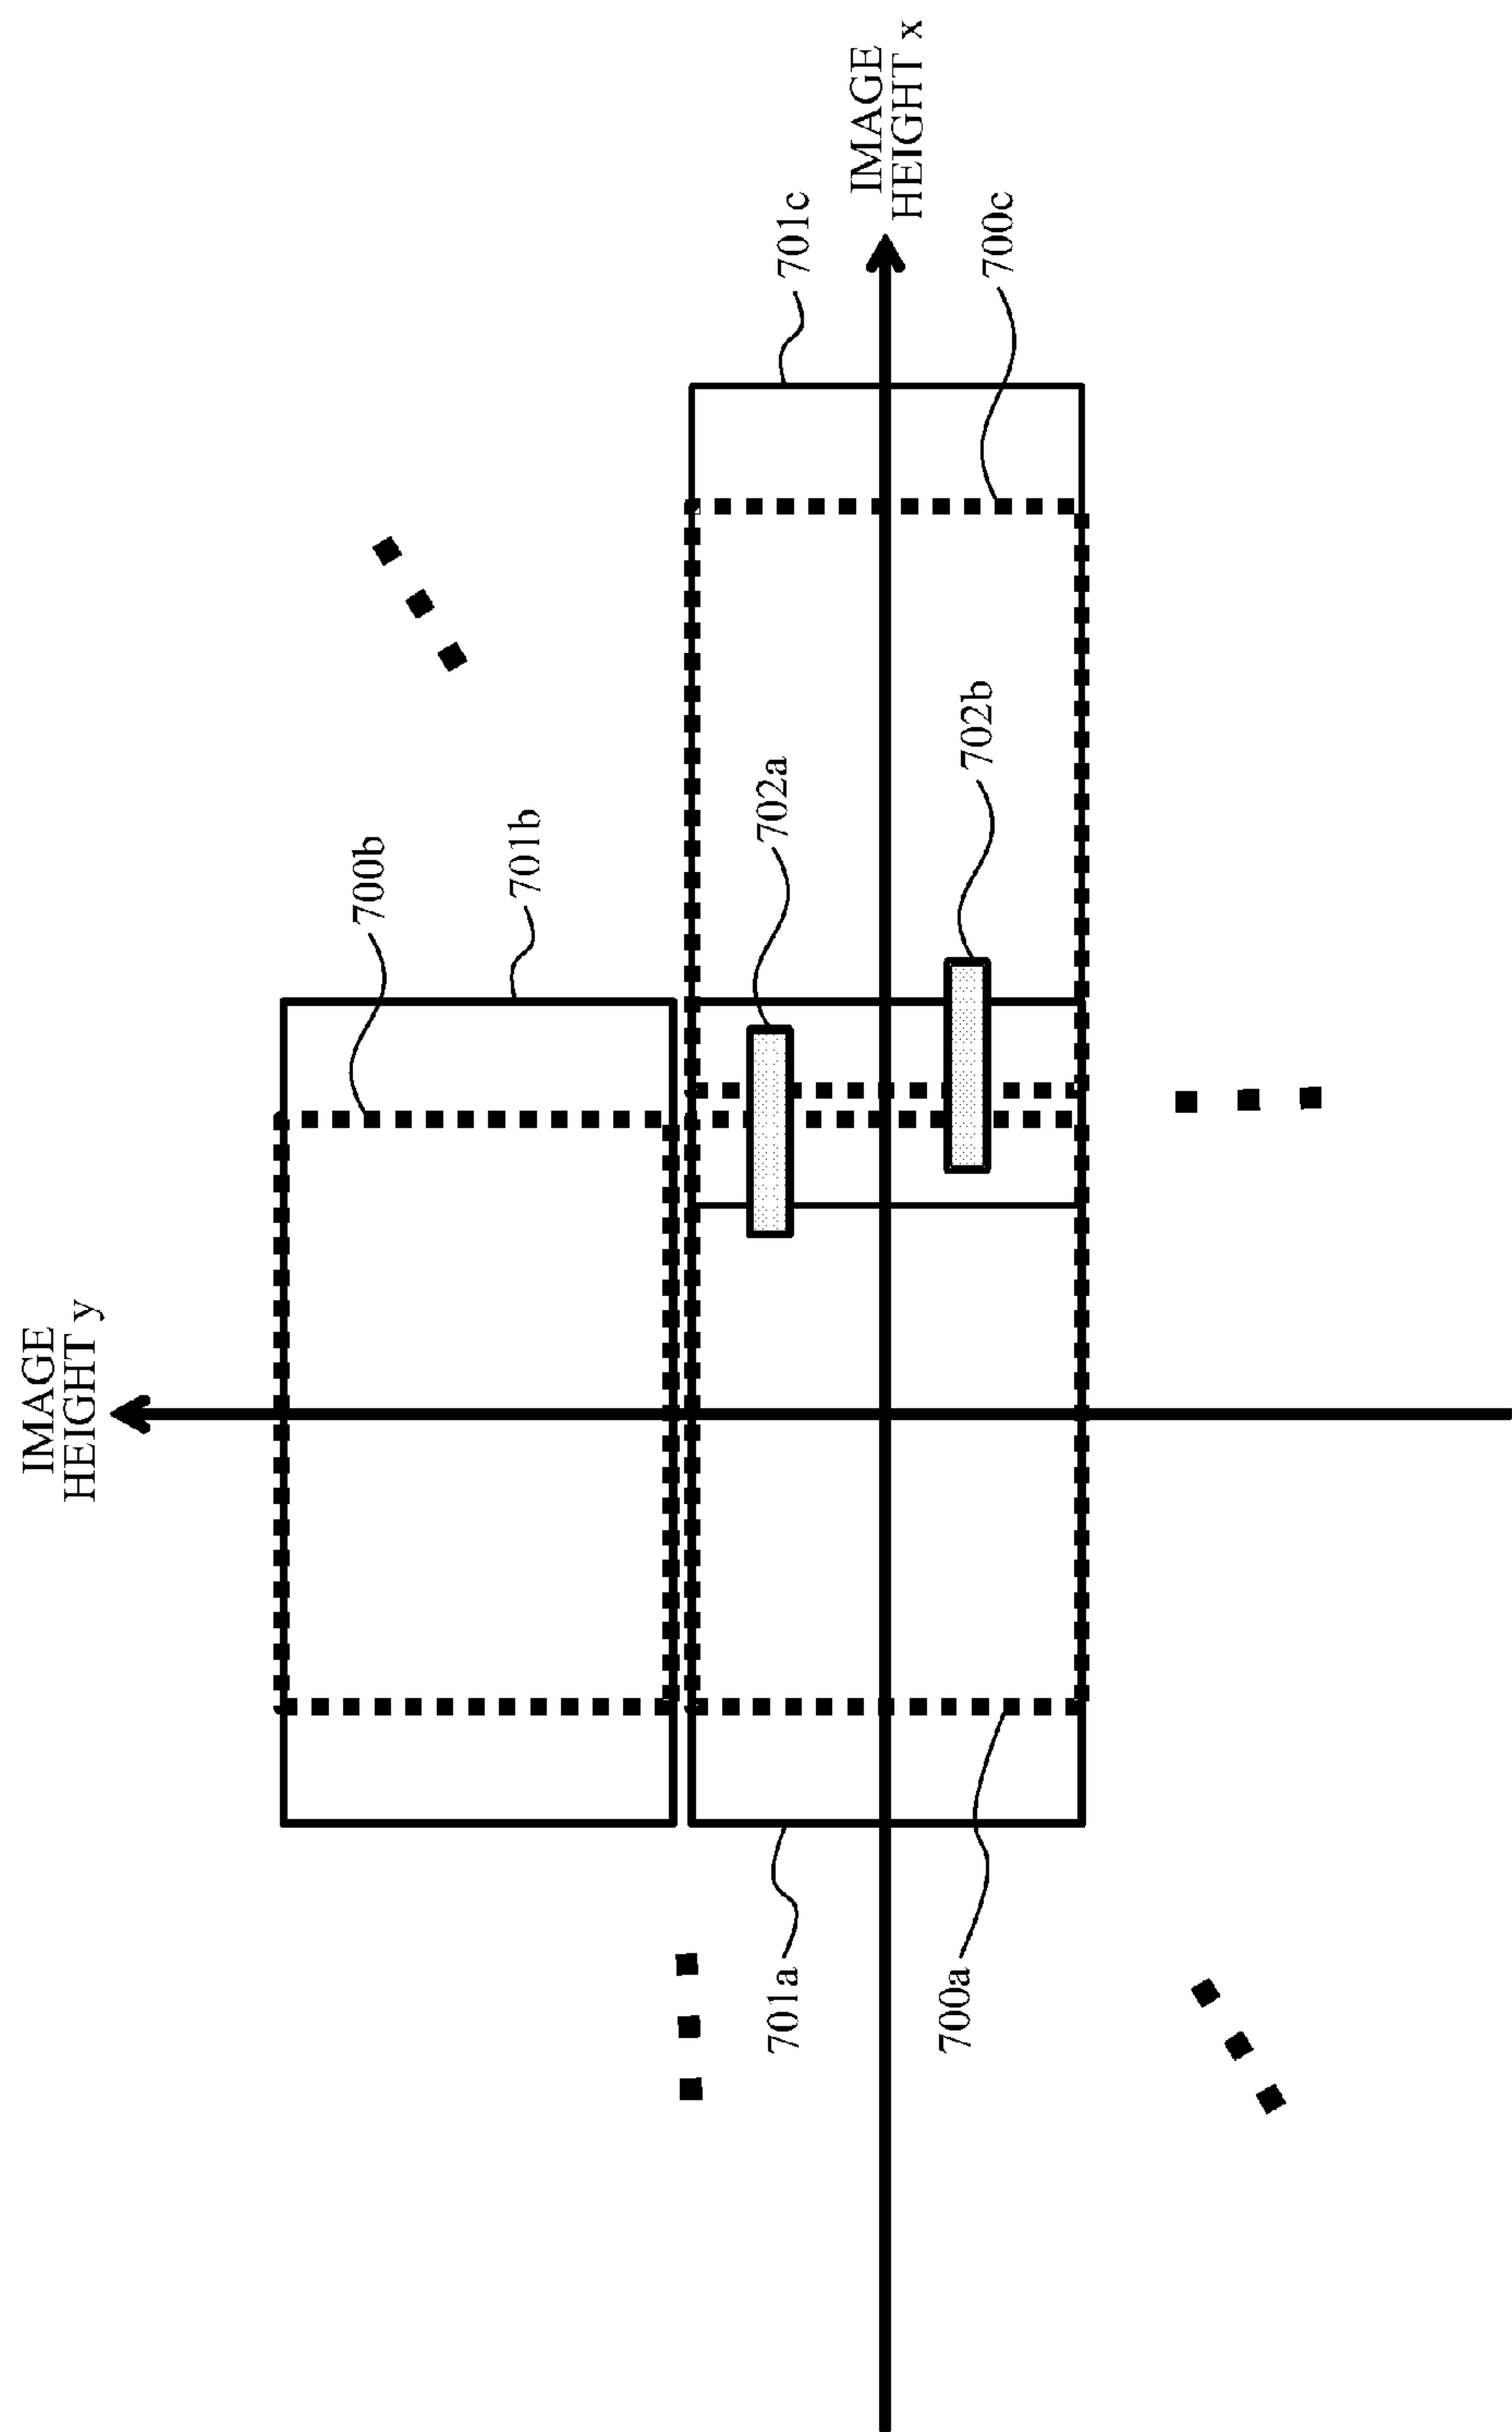 IMAGE
HEIGHT y
700b
701b
702a
702b
701c
IMAGE
HEIGHT x
700c
701a
700a